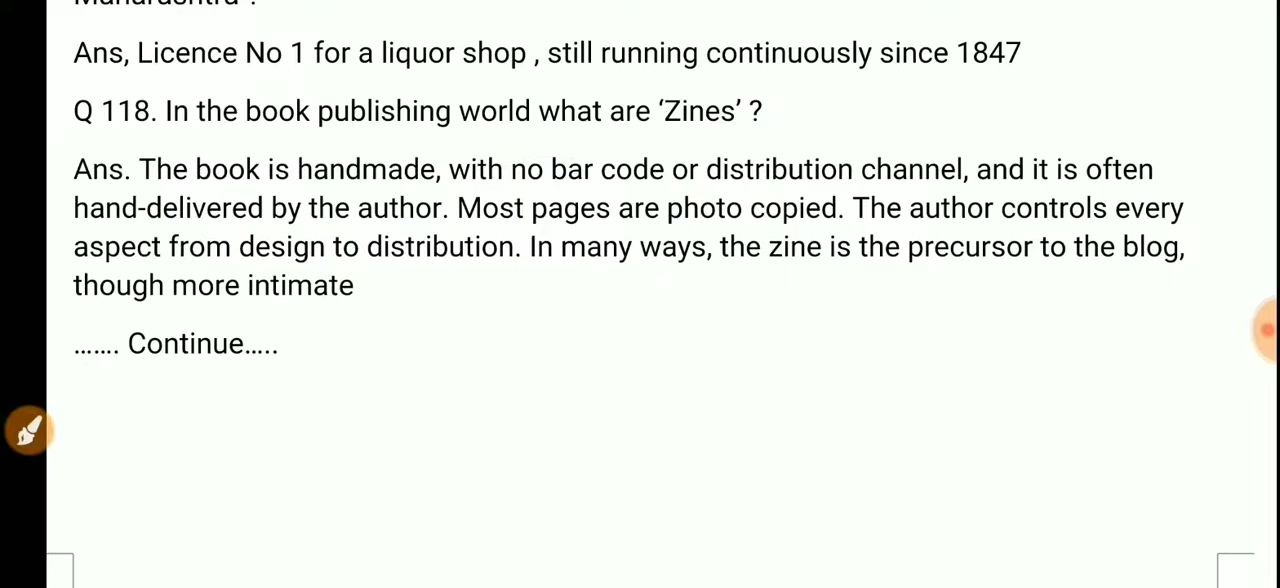 Ans, Licence No 1 for a liquor shop , still running continuously since 1847
Q 118. In the book publishing world what are ‘Zines’ ?
Ans. The book is handmade, with no bar code or distribution channel, and it is often
hand-delivered by the author. Most pages are photo copied. The author controls every
aspect from design to distribution. In many ways, the zine is the precursor to the blog,
though more intimate
....... Continue.....